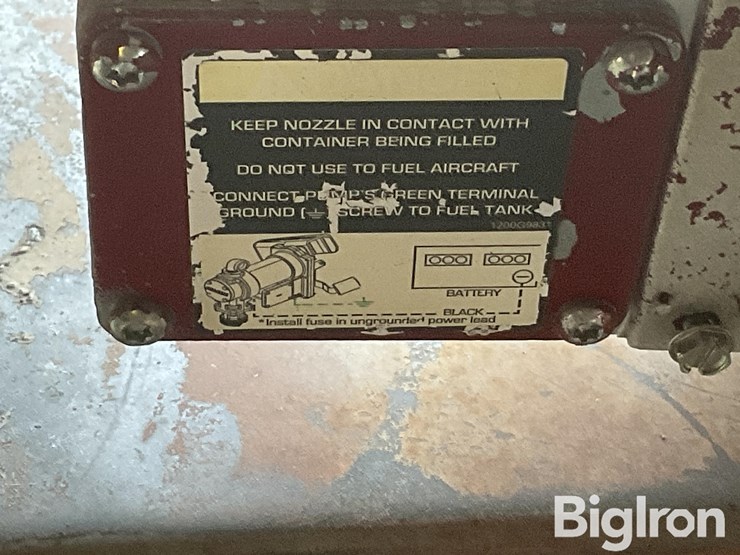 KEEP NOZZLE IN CONTACT WITH
CONTAINER BEING FILLED
DO NOT USE TO FUEL AIRCRAFT
CONNECT PUMP'S GREEN TERMINAL
GROUND (⏚) SCREW TO FUEL TANK
BATTERY
BLACK
*Install fuse in ungrounded power lead
BigIron